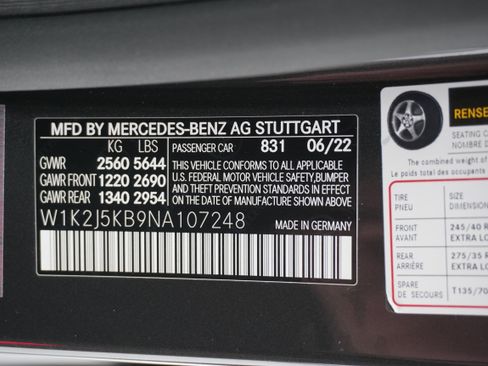 MFD BY MERCEDES-BENZ AG STUTTGART
KG LBS PASSENGER CAR 831 06/22
GVWR 2560 5644
GAWR FRONT 1220 2690
GAWR REAR 1340 2954
THIS VEHICLE CONFORMS TO ALL APPLICABLE
U.S. FEDERAL MOTOR VEHICLE SAFETY,BUMPER
AND THEFT PREVENTION STANDARDS IN EFFECT
ON THE DATE OF MANUFACTURE SHOWN ABOVE
W1K2J5KB9NA107248 MADE IN GERMANY
RENSE
SEATING CA
NOMBRE D
The combined weight of
Le poids total des occupants
TIRE
PNEU
SIZE
DIMENSION
FRONT
AVANT
245/40 R
EXTRA LO
REAR
ARRIÈRE
275/35 R
EXTRA LO
SPARE
DE SECOURS
T135/70